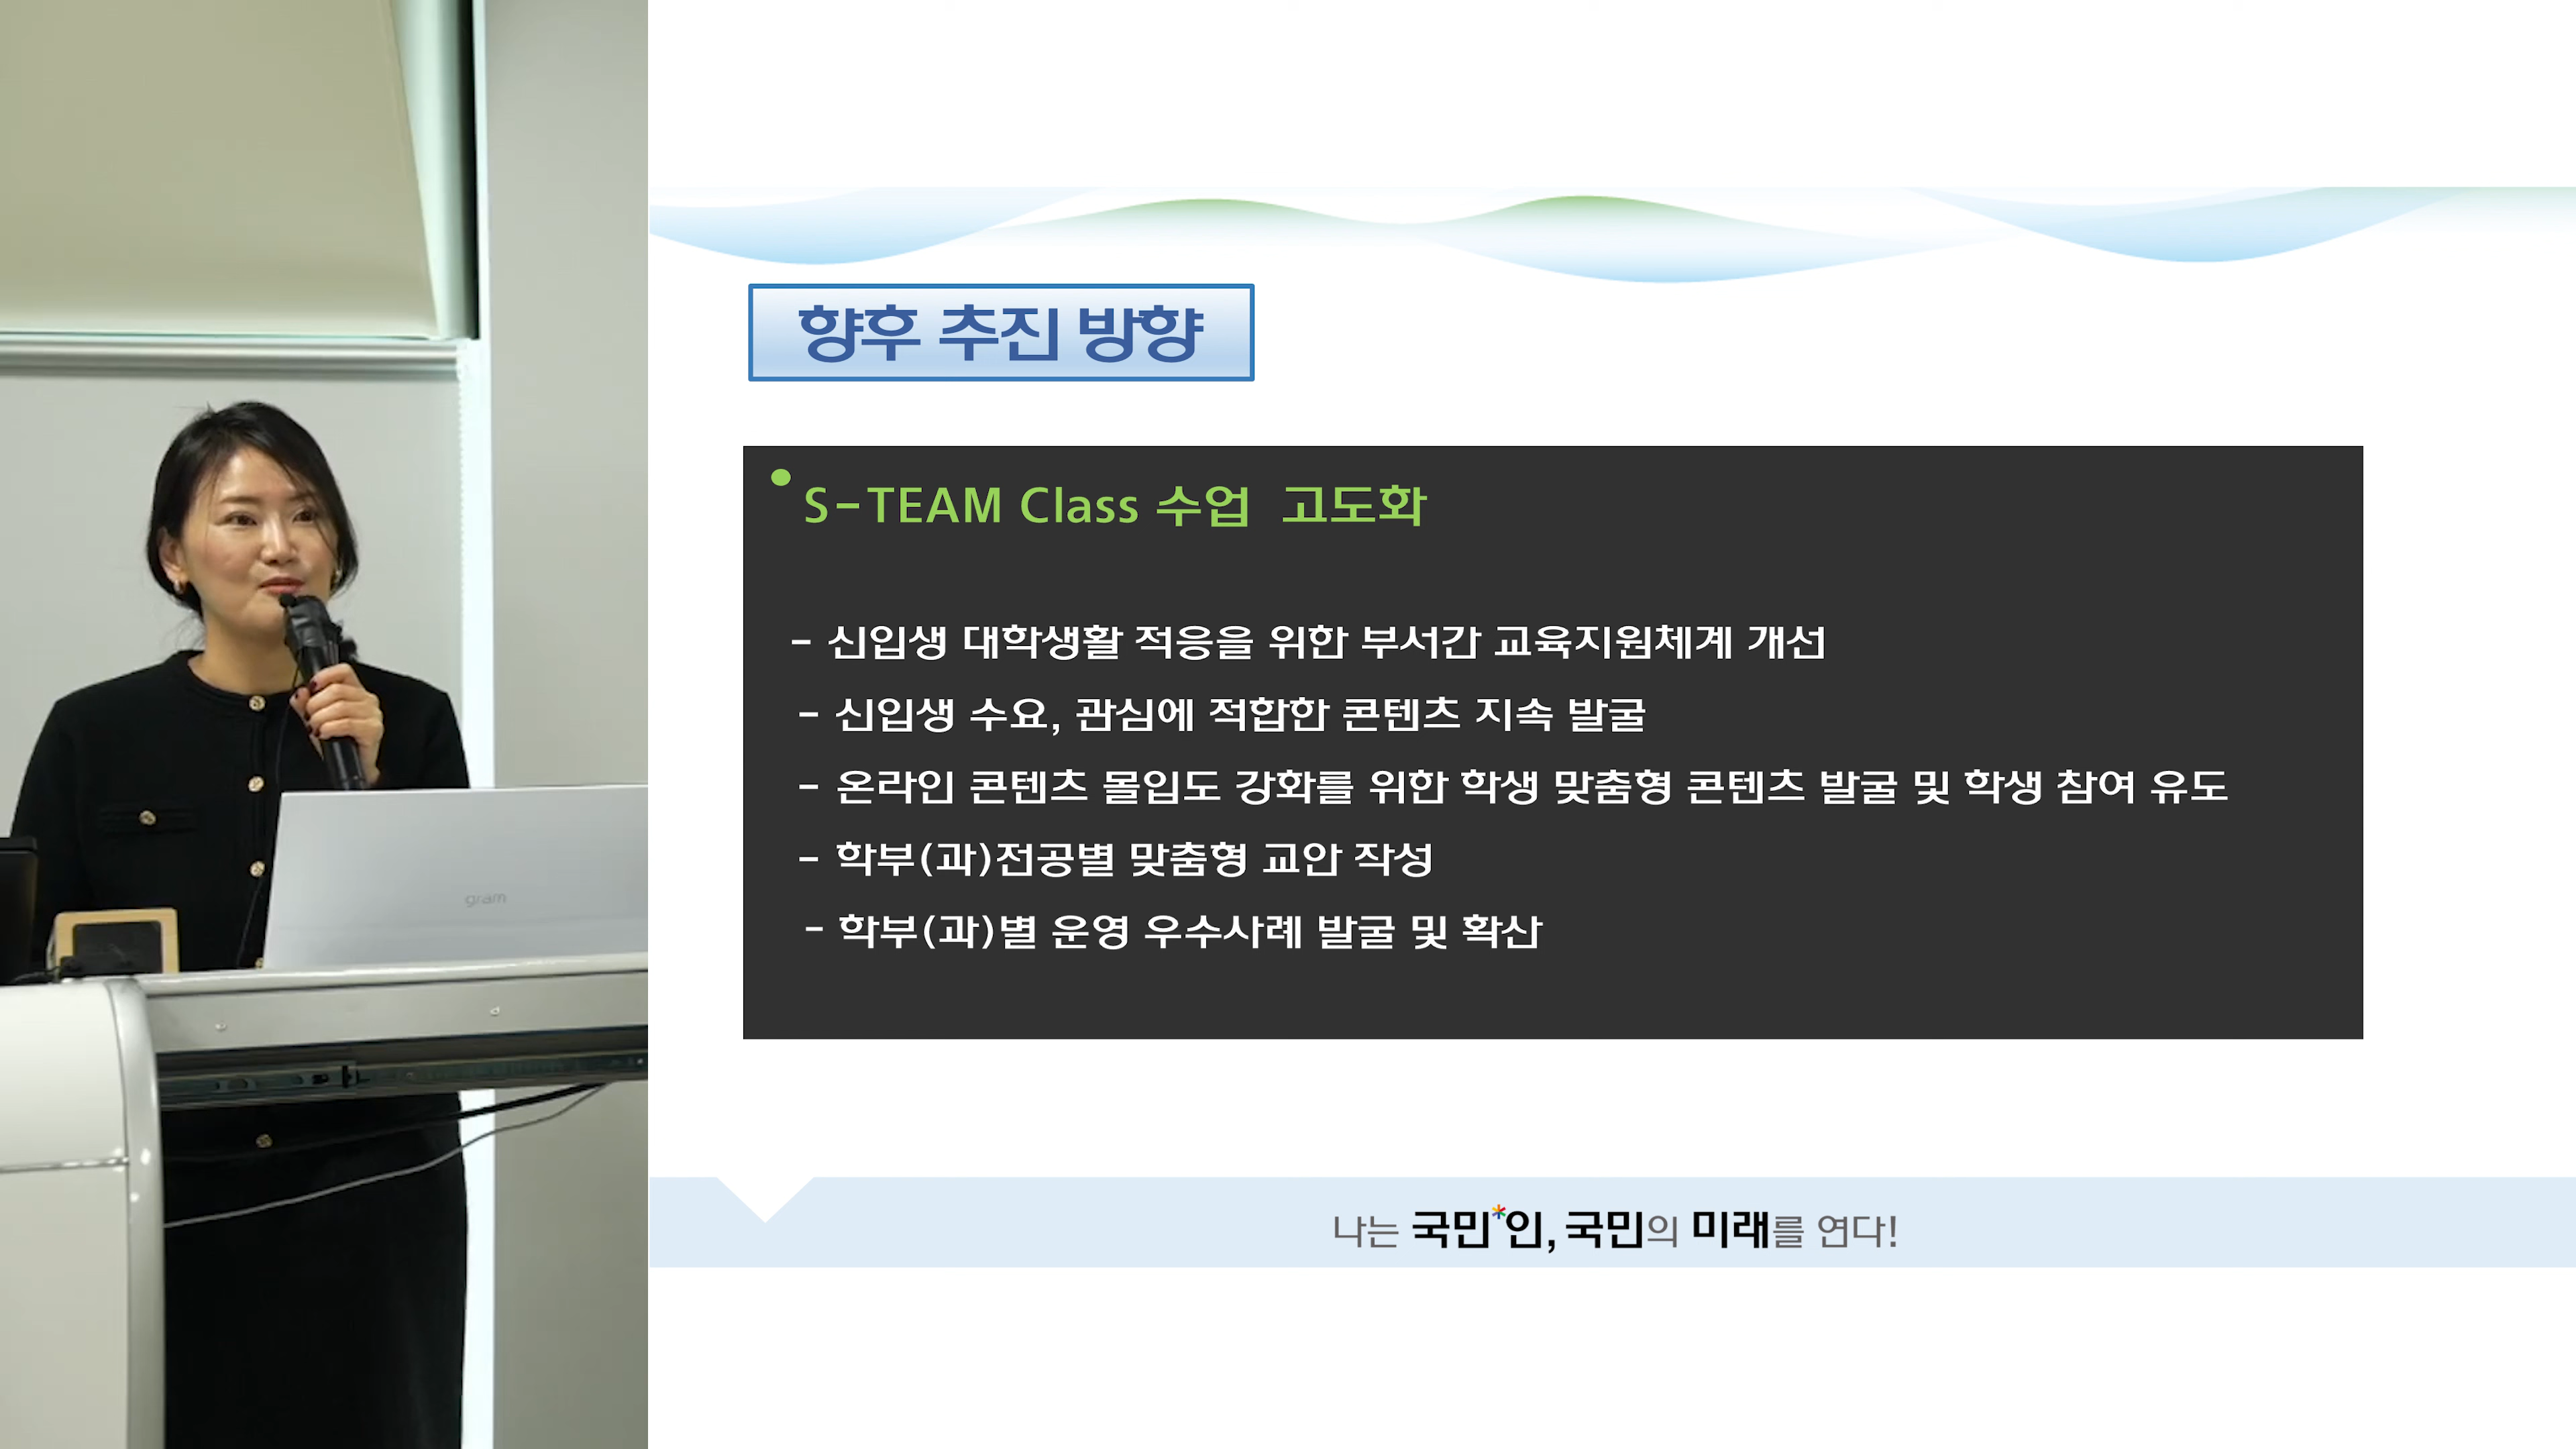 향후 추진 방향
• S-TEAM Class 수업 고도화
- 신입생 대학생활 적응을 위한 부서간 교육지원체계 개선
- 신입생 수요, 관심에 적합한 콘텐츠 지속 발굴
- 온라인 콘텐츠 몰입도 강화를 위한 학생 맞춤형 콘텐츠 발굴 및 학생 참여 유도
- 학부(과)전공별 맞춤형 교안 작성
- 학부(과)별 운영 우수사례 발굴 및 확산
gram
나는 국민*인, 국민의 미래를 연다!